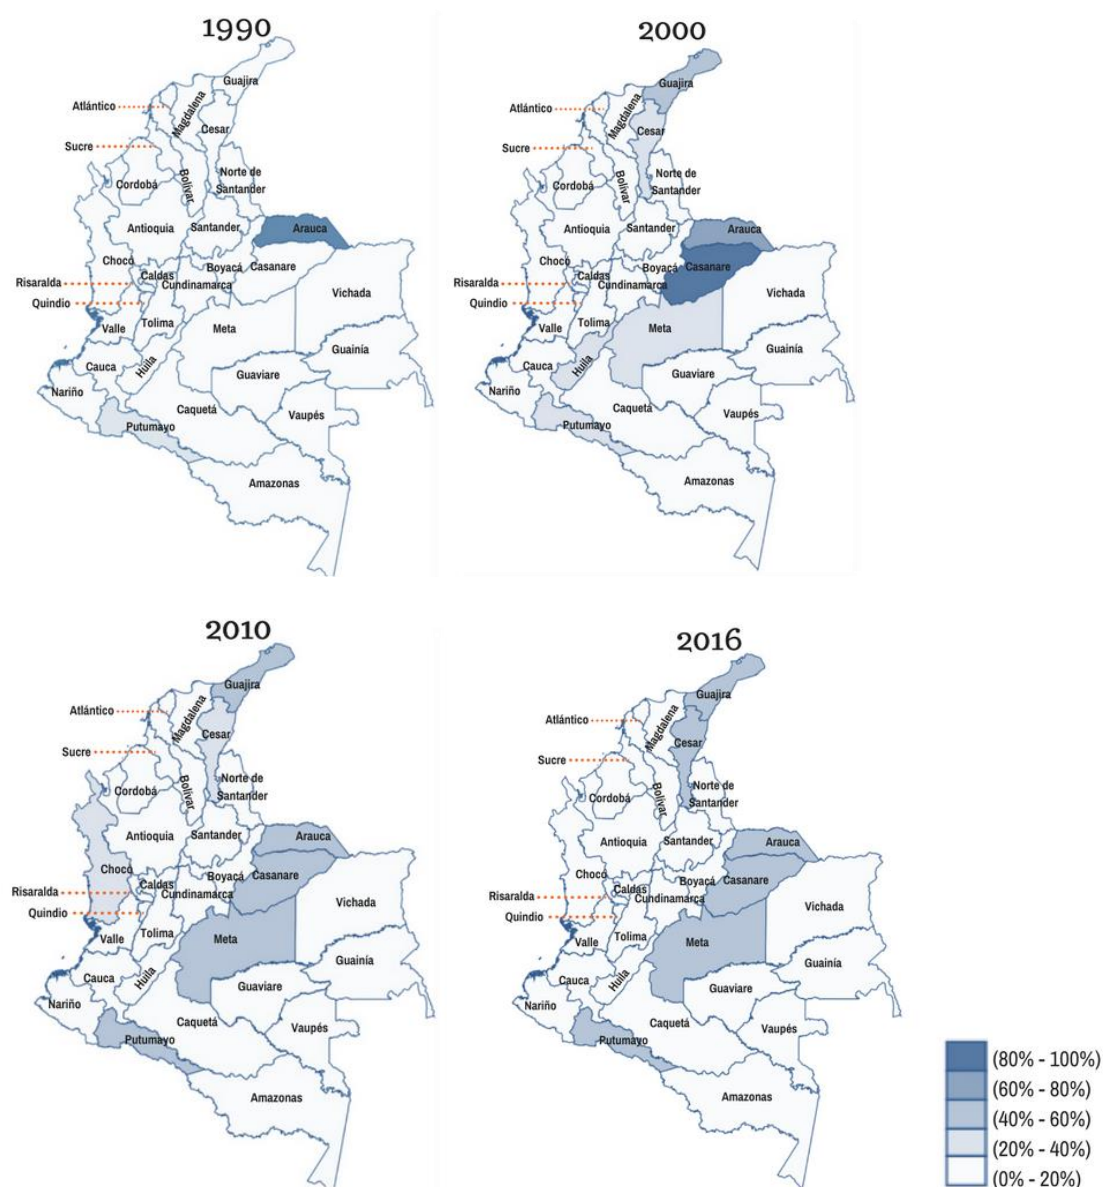 1990
Guajira
Atlántico
Magdalena
Cesar
Sucre
Bolívar
Norte de
Santander
Cordobá
Antioquia
Santander
Arauca
Chocó
Boyacá
Casanare
Caldas
Risaralda
Cundinamarca
Quindio
Vichada
Tolima
Valle
Meta
Guainía
Cauca
Huila
Guaviare
Nariño
Caquetá
Vaupés
Putumayo
Amazonas
2000
Guajira
Atlántico
Magdalena
Cesar
Sucre
Bolívar
Norte de
Santander
Cordobá
Antioquia
Santander
Arauca
Chocó
Boyacá
Casanare
Caldas
Risaralda
Cundinamarca
Quindio
Vichada
Tolima
Valle
Meta
Guainía
Cauca
Huila
Guaviare
Nariño
Caquetá
Vaupés
Putumayo
Amazonas
2010
Guajira
Atlántico
Magdalena
Cesar
Sucre
Bolívar
Norte de
Santander
Cordobá
Antioquia
Santander
Arauca
Chocó
Boyacá
Casanare
Caldas
Risaralda
Cundinamarca
Quindio
Vichada
Tolima
Valle
Meta
Guainía
Cauca
Huila
Guaviare
Nariño
Caquetá
Vaupés
Putumayo
Amazonas
2016
Guajira
Atlántico
Magdalena
Cesar
Sucre
Bolívar
Norte de
Santander
Cordobá
Antioquia
Santander
Arauca
Chocó
Boyacá
Casanare
Caldas
Risaralda
Cundinamarca
Quindio
Vichada
Tolima
Valle
Meta
Guainía
Cauca
Huila
Guaviare
Nariño
Caquetá
Vaupés
Putumayo
Amazonas
(80% - 100%)
(60% - 80%)
(40% - 60%)
(20% - 40%)
(0% - 20%)